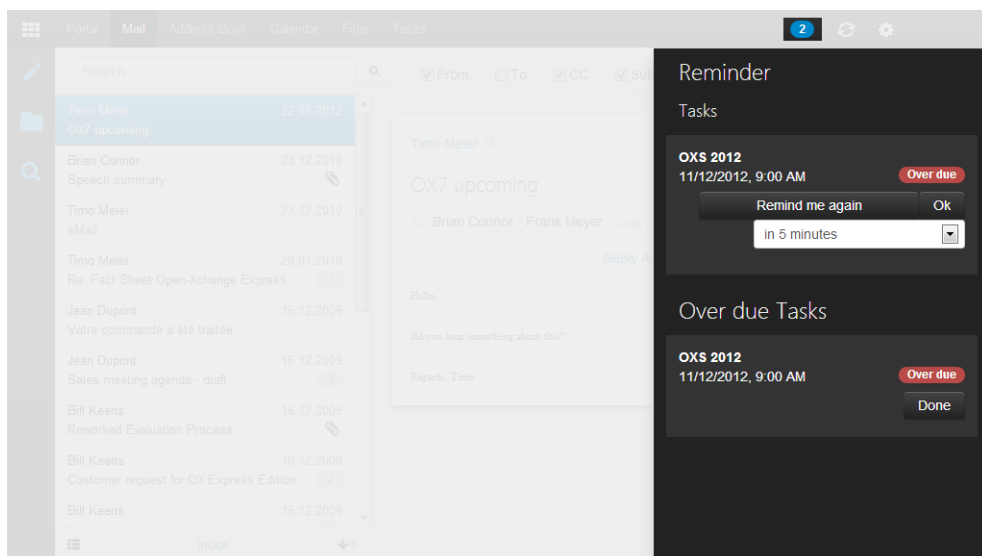 Portal Mail Address Book Calendar Files Tasks 2
Search...
From To CC
Timo Meier 22.05.2012
OX7 upcoming
Brian Connor 23.12.2010
Speech summary
Timo Meier 23.12.2010
eMail
Timo Meier 20.01.2010
Re: Fact Sheet Open-Xchange Express ... 3
Jean Dupont 16.12.2009
Votre commande a été traitée
Jean Dupont 16.12.2009
Sales meeting agenda - draft 3
Bill Keens 16.12.2009
Reworked Evaluation Process
Bill Keens 16.12.2009
Customer request for OX Express Edition 2
Bill Keens 16.12.2009
Inbox
Timo Meier
OX7 upcoming
To Brian Connor - Frank Meyer Copy
Reply A
Hello,
did you hear something about this?
Regards, Timo
Reminder
Tasks
OXS 2012
11/12/2012, 9:00 AM Over due
Remind me again Ok
in 5 minutes
Over due Tasks
OXS 2012
11/12/2012, 9:00 AM Over due
Done